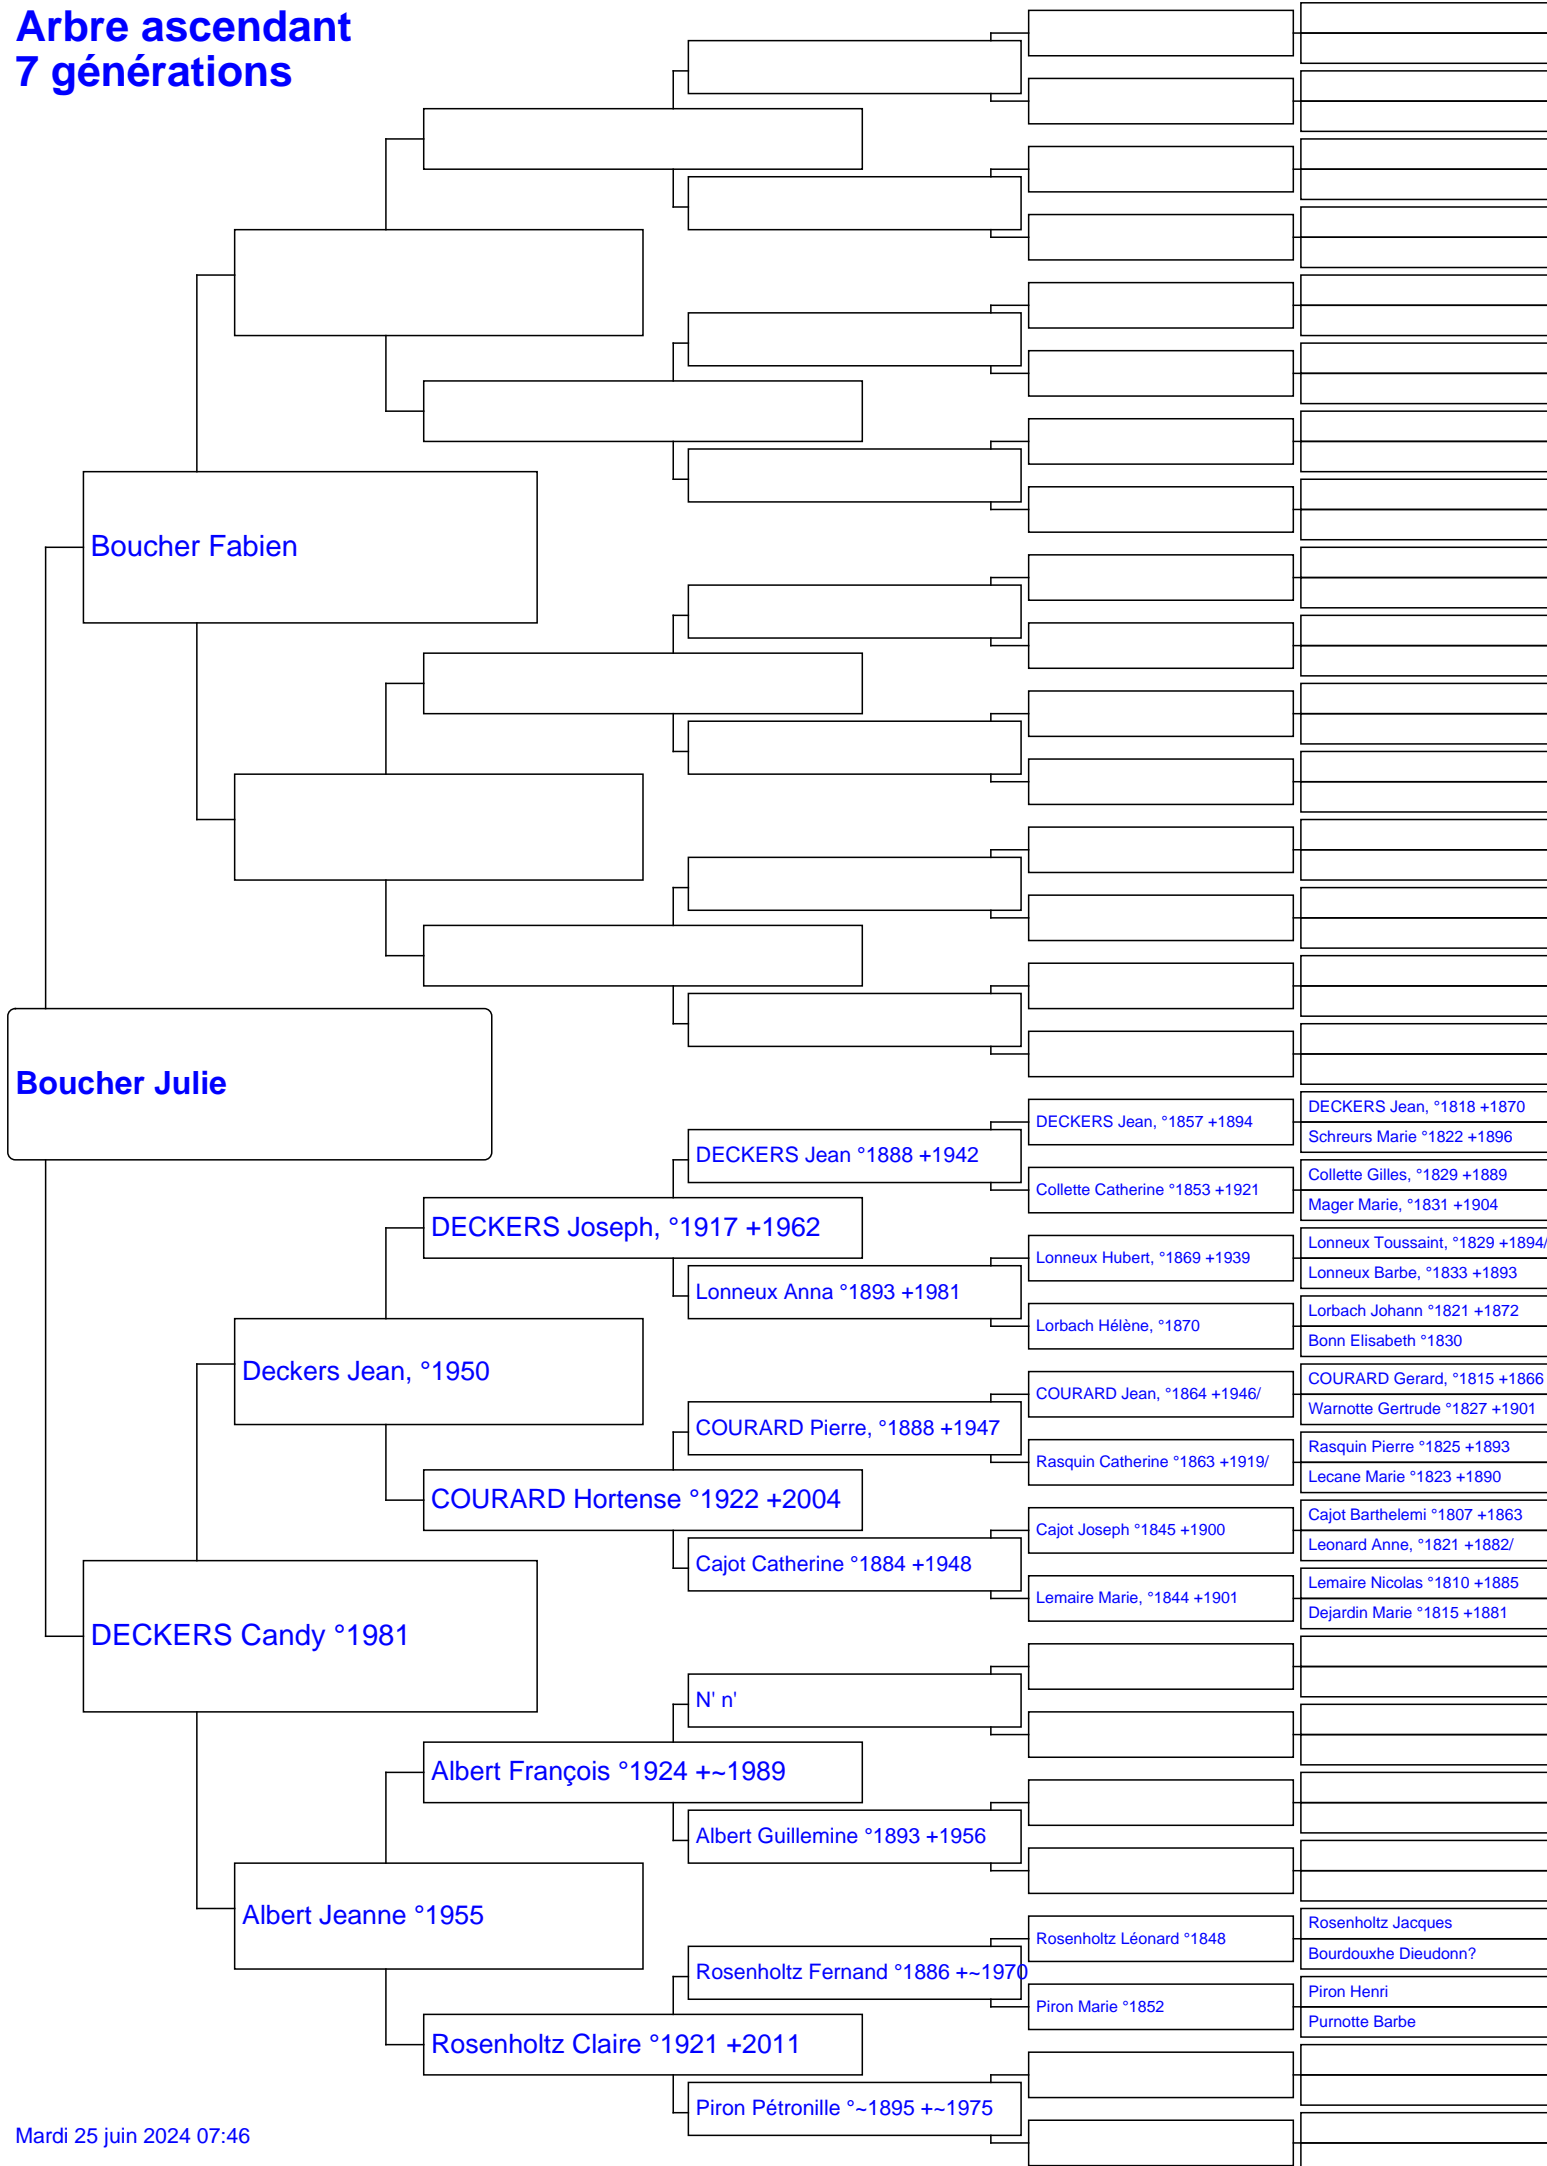 Arbre ascendant
7 générations
Boucher Fabien
Boucher Julie
DECKERS Jean, °1818 +1870
DECKERS Jean, °1857 +1894
Schreurs Marie °1822 +1896
DECKERS Jean °1888 +1942
Collette Gilles, °1829 +1889
Collette Catherine °1853 +1921
Mager Marie, °1831 +1904
DECKERS Joseph, °1917 +1962
Lonneux Toussaint, °1829 +1894/
Lonneux Hubert, °1869 +1939
Lonneux Barbe, °1833 +1893
Lonneux Anna °1893 +1981
Lorbach Johann °1821 +1872
Lorbach Hélène, °1870
Bonn Elisabeth °1830
Deckers Jean, °1950
COURARD Gerard, °1815 +1866
COURARD Jean, °1864 +1946/
Warnotte Gertrude °1827 +1901
COURARD Pierre, °1888 +1947
Rasquin Pierre °1825 +1893
Rasquin Catherine °1863 +1919/
Lecane Marie °1823 +1890
COURARD Hortense °1922 +2004
Cajot Barthelemi °1807 +1863
Cajot Joseph °1845 +1900
Leonard Anne, °1821 +1882/
Cajot Catherine °1884 +1948
Lemaire Nicolas °1810 +1885
Lemaire Marie, °1844 +1901
Dejardin Marie °1815 +1881
DECKERS Candy °1981
N' n'
Albert François °1924 +~1989
Albert Guillemine °1893 +1956
Albert Jeanne °1955
Rosenholtz Jacques
Rosenholtz Léonard °1848
Bourdouxhe Dieudonn?
Rosenholtz Fernand °1886 +~1970
Piron Henri
Piron Marie °1852
Purnotte Barbe
Rosenholtz Claire °1921 +2011
Piron Pétronille °~1895 +~1975
Mardi 25 juin 2024 07:46